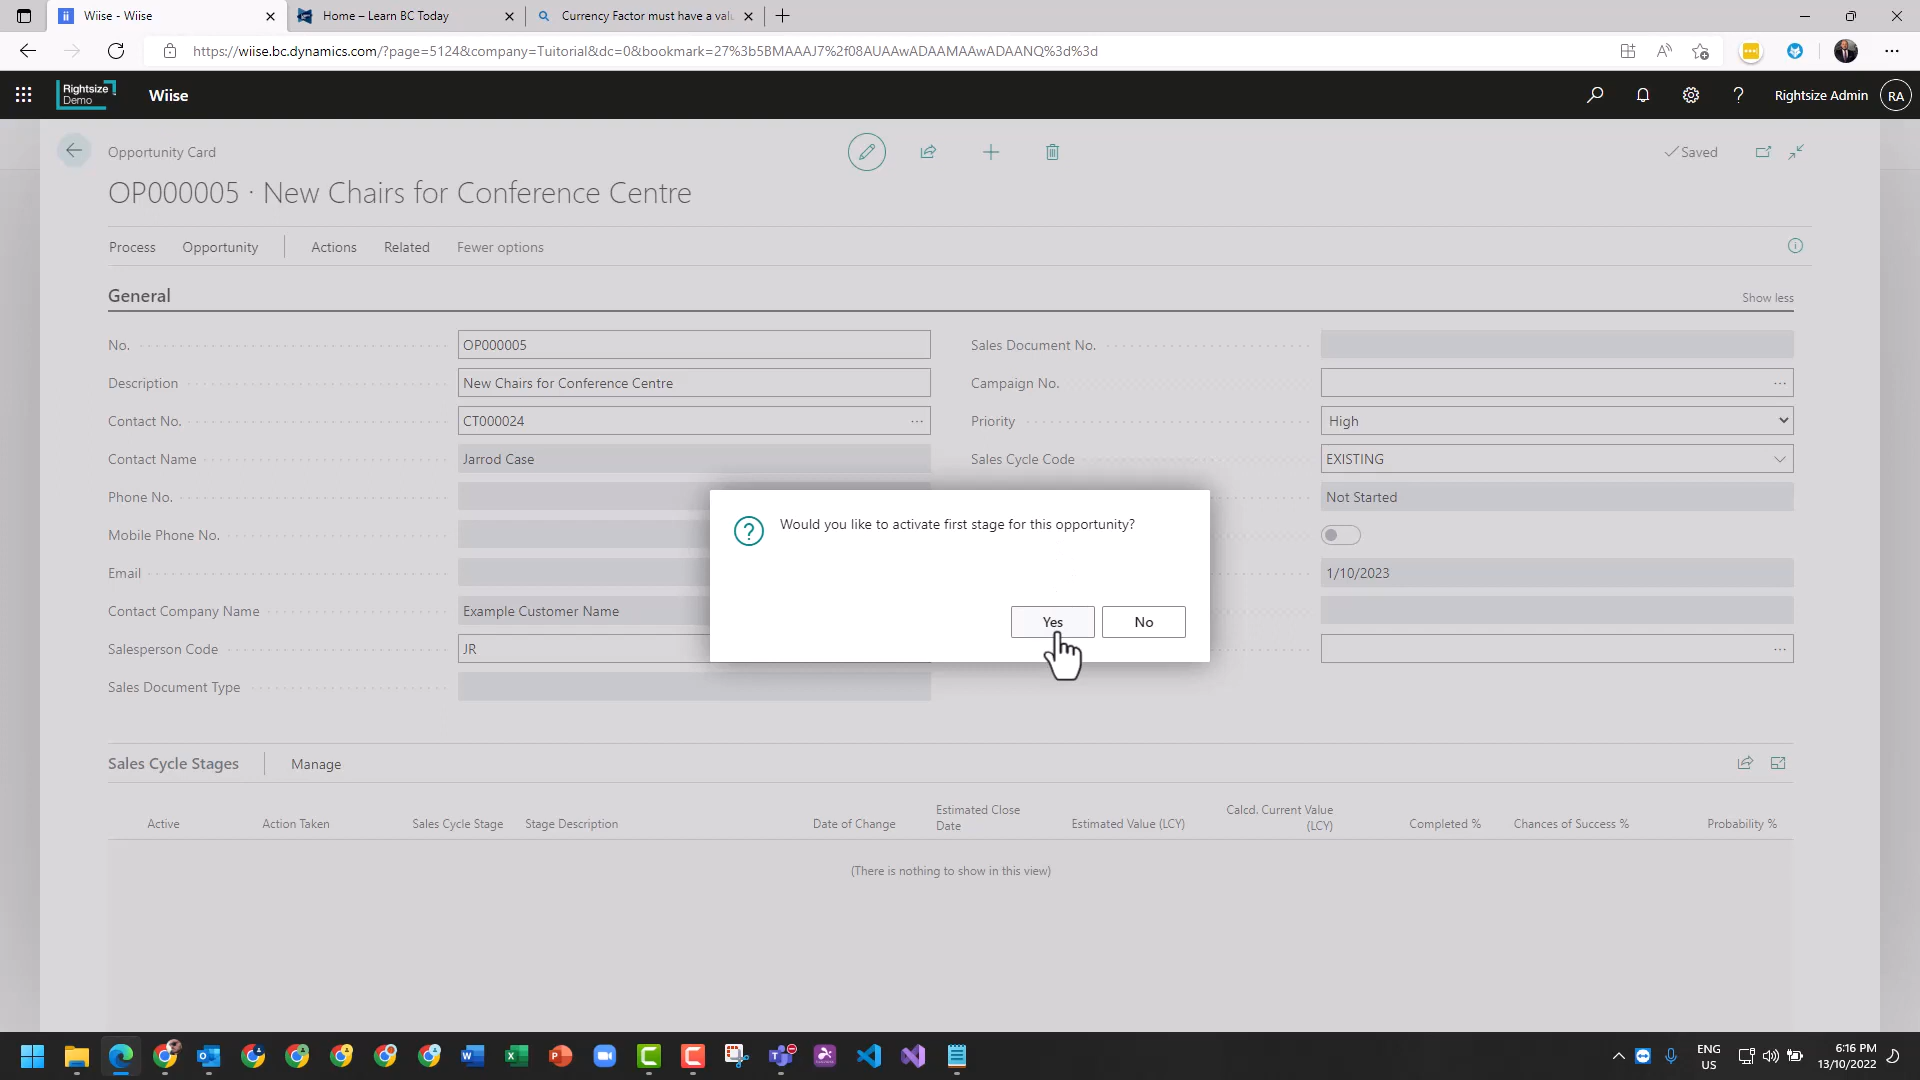 Wiise - Wiise
Home – Learn BC Today
Currency Factor must have a valu
https://wiise.bc.dynamics.com/?page=5124&company=Tuitorial&dc=0&bookmark=27%3b5BMAAAJ7%2f08AUAAwADAAMAAwADAANQ%3d%3d
Rightsize
Demo
Wiise
Rightsize Admin
RA
Opportunity Card
Saved
OP000005 · New Chairs for Conference Centre
Process
Opportunity
Actions
Related
Fewer options
General
Show less
No.
OP000005
Description
New Chairs for Conference Centre
Contact No.
CT000024
Contact Name
Jarrod Case
Phone No.
Mobile Phone No.
Email
Contact Company Name
Example Customer Name
Salesperson Code
JR
Sales Document Type
Sales Document No.
Campaign No.
Priority
High
Sales Cycle Code
EXISTING
Not Started
1/10/2023
Would you like to activate first stage for this opportunity?
Yes
No
Sales Cycle Stages
Manage
Active
Action Taken
Sales Cycle Stage
Stage Description
Date of Change
Estimated Close
Date
Estimated Value (LCY)
Calcd. Current Value
(LCY)
Completed %
Chances of Success %
Probability %
(There is nothing to show in this view)
ENG
US
6:16 PM
13/10/2022